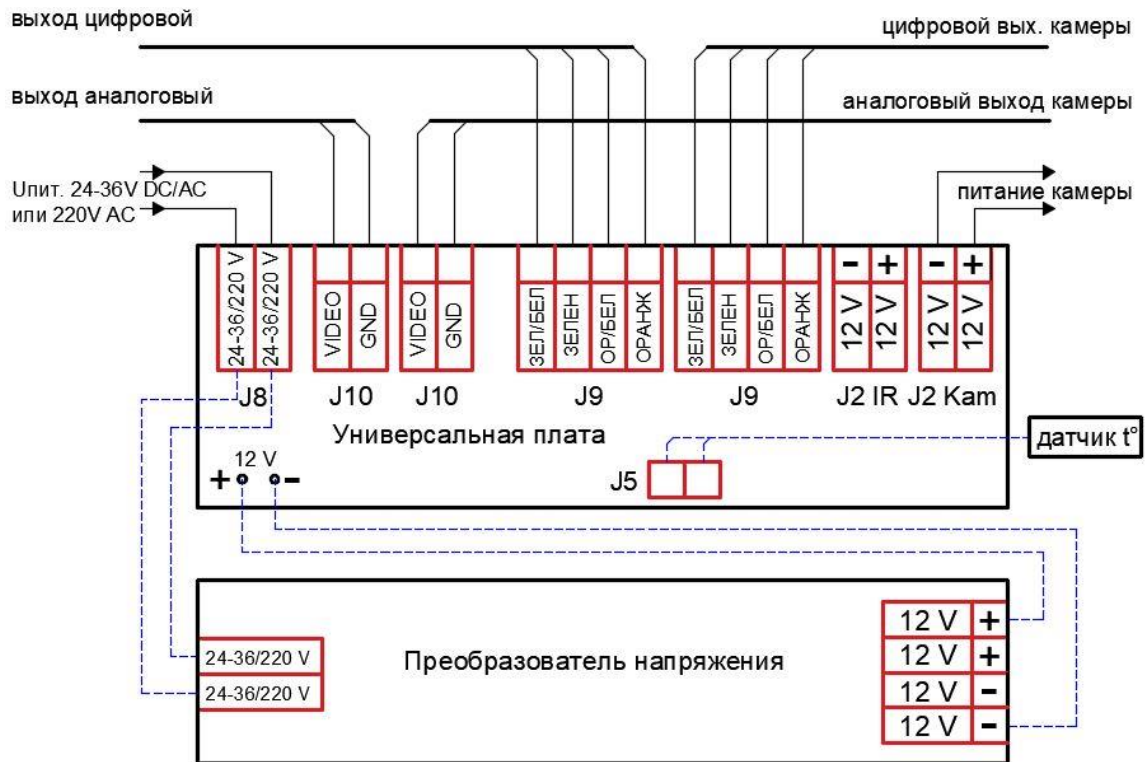 выход цифровой
цифровой вых. камеры
выход аналоговый
аналоговый выход камеры
Uпит. 24-36V DC/AC
или 220V AC
питание камеры
24-36/220 V
24-36/220 V
VIDEO
GND
VIDEO
GND
ЗЕЛ/БЕЛ
ЗЕЛЕН
ОР/БЕЛ
ОРАНЖ
ЗЕЛ/БЕЛ
ЗЕЛЕН
ОР/БЕЛ
ОРАНЖ
- 12 V
+ 12 V
- 12 V
+ 12 V
J8 J10 J10 J9 J9 J2 IR J2 Kam
Универсальная плата
датчик t°
12 V
+ -
J5
12 V +
12 V +
12 V -
12 V -
24-36/220 V
24-36/220 V
Преобразователь напряжения